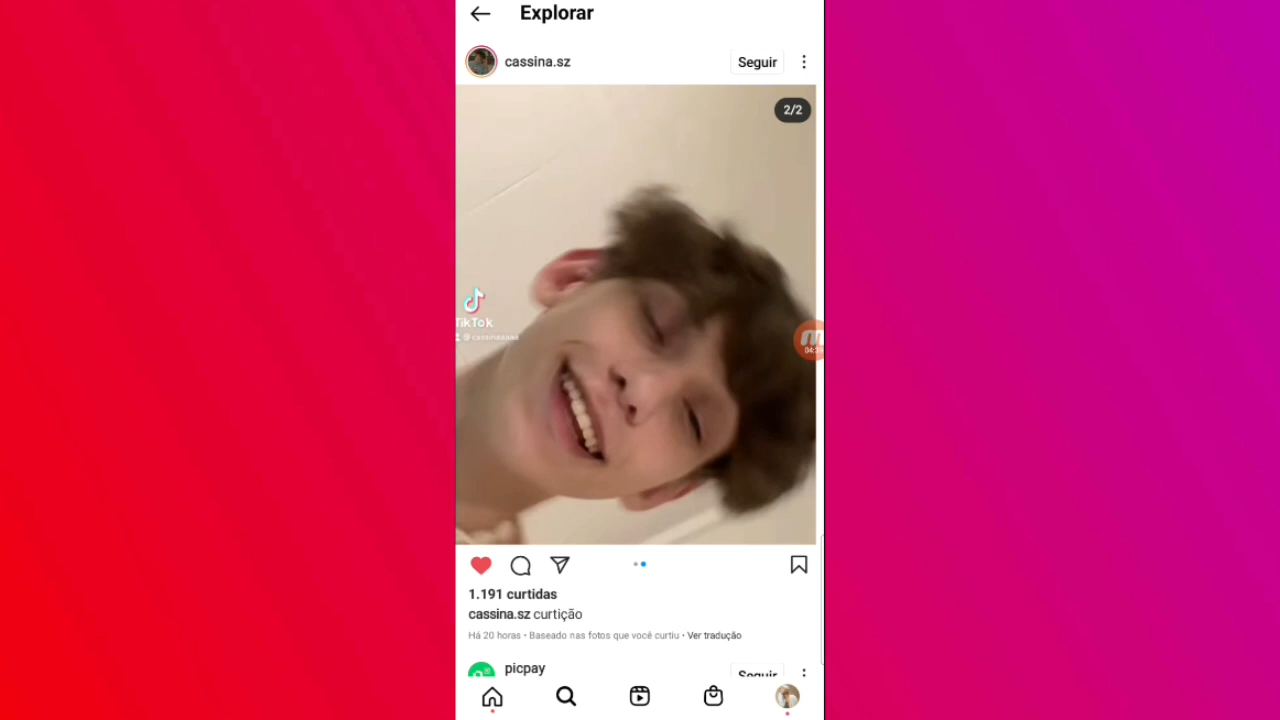 Explorar
cassina.sz
Seguir
2/2
TikTok
1.191 curtidas
cassina.sz curtição
Há 20 horas • Baseado nas fotos que você curtiu • Ver tradução
picpay
Seguir